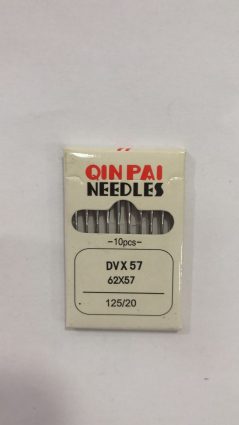 QIN PAI
NEEDLES
-10pcs-
DVX57
62X57
125/20